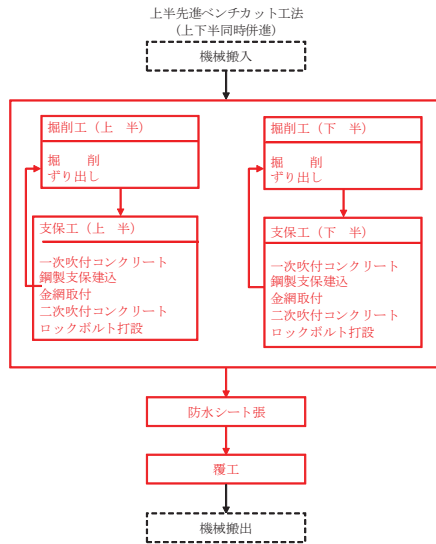 上半先進ベンチカット工法
(上下半同時併進)
機械搬入
掘削工(上　半)
掘　　削
ずり出し
支保工(上　半)
一次吹付コンクリート
鋼製支保建込
金網取付
二次吹付コンクリート
ロックボルト打設
掘削工(下　半)
掘　　削
ずり出し
支保工(下　半)
一次吹付コンクリート
鋼製支保建込
金網取付
二次吹付コンクリート
ロックボルト打設
防水シート張
覆工
機械搬出